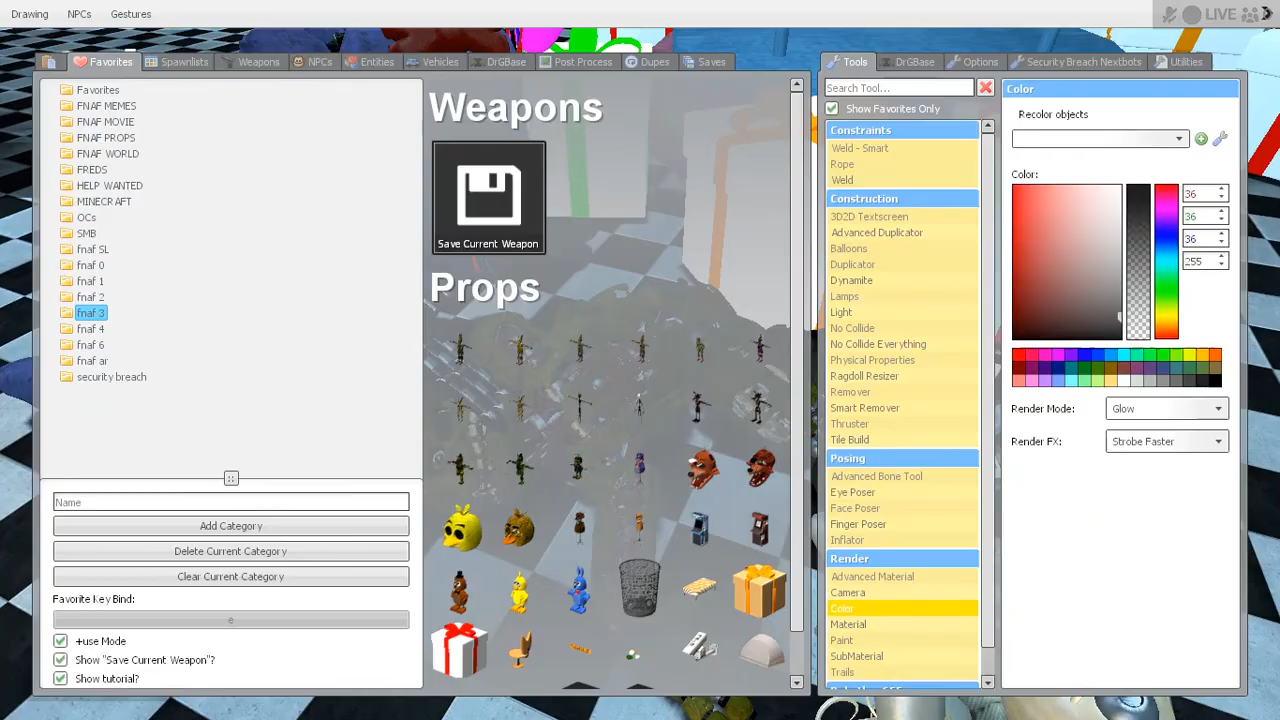 Drawing NPCs Gestures
LIVE
Favorites Spawnlists Weapons NPCs Entities Vehicles DrGBase Post Process Dupes Saves
Tools DrGBase Options Security Breach Nextbots Utilities
Favorites
FNAF MEMES
FNAF MOVIE
FNAF PROPS
FNAF WORLD
FREDS
HELP WANTED
MINECRAFT
OCs
SMB
fnaf SL
fnaf 0
fnaf 1
fnaf 2
fnaf 3
fnaf 4
fnaf 6
fnaf ar
security breach
Name
Add Category
Delete Current Category
Clear Current Category
Favorite Key Bind:
e
+use Mode
Show "Save Current Weapon"?
Show tutorial?
Weapons
Save Current Weapon
Props
Search Tool...
Show Favorites Only
Constraints
Weld - Smart
Rope
Weld
Construction
3D2D Textscreen
Advanced Duplicator
Balloons
Duplicator
Dynamite
Lamps
Light
No Collide
No Collide Everything
Physical Properties
Ragdoll Resizer
Remover
Smart Remover
Thruster
Tile Build
Posing
Advanced Bone Tool
Eye Poser
Face Poser
Finger Poser
Inflator
Render
Advanced Material
Camera
Color
Material
Paint
SubMaterial
Trails
Color
Recolor objects
Color:
36
36
36
255
Render Mode: Glow
Render FX: Strobe Faster